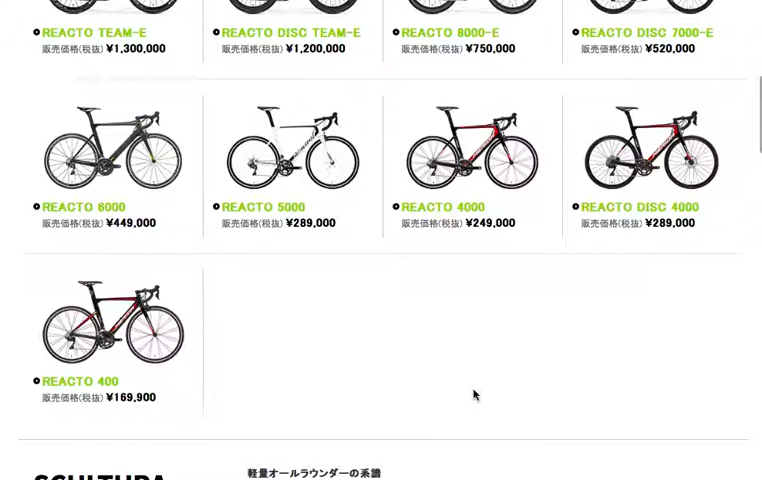 REACTO TEAM-E
販売価格(税抜) ¥1,300,000
REACTO DISC TEAM-E
販売価格(税抜) ¥1,200,000
REACTO 8000-E
販売価格(税抜) ¥750,000
REACTO DISC 7000-E
販売価格(税抜) ¥520,000
REACTO 6000
販売価格(税抜) ¥449,000
REACTO 5000
販売価格(税抜) ¥289,000
REACTO 4000
販売価格(税抜) ¥249,000
REACTO DISC 4000
販売価格(税抜) ¥289,000
REACTO 400
販売価格(税抜) ¥169,900
SCULTURA
軽量オールラウンダーの系譜